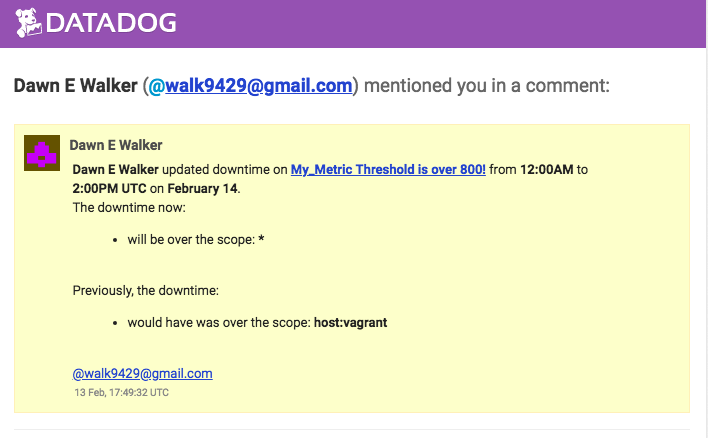 DATADOG
Dawn E Walker (@walk9429@gmail.com) mentioned you in a comment:
Dawn E Walker
Dawn E Walker updated downtime on My_Metric Threshold is over 800! from 12:00AM to
2:00PM UTC on February 14.
The downtime now:
• will be over the scope: *
Previously, the downtime:
• would have was over the scope: host:vagrant
@walk9429@gmail.com
13 Feb, 17:49:32 UTC